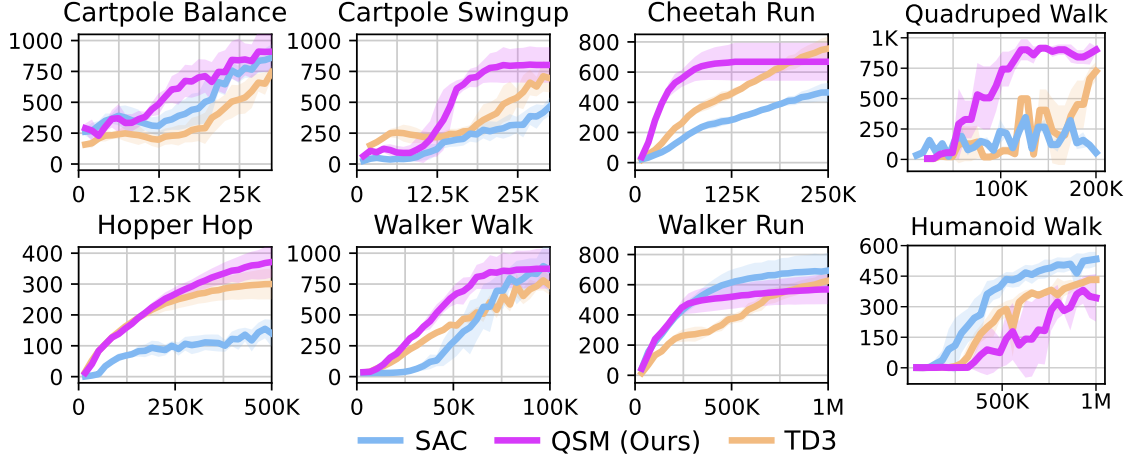 Cartpole Balance
1000
750
500
250
0
0
12.5K
25K
Cartpole Swingup
1000
750
500
250
0
0
12.5K
25K
Cheetah Run
800
600
400
200
0
0
125K
250K
Quadruped Walk
1K
750
500
250
0
100K
200K
Hopper Hop
400
300
200
100
0
0
250K
500K
Walker Walk
1000
750
500
250
0
0
50K
100K
Walker Run
800
600
400
200
0
0
500K
1M
Humanoid Walk
600
450
300
150
0
500K
1M
SAC
QSM (Ours)
TD3